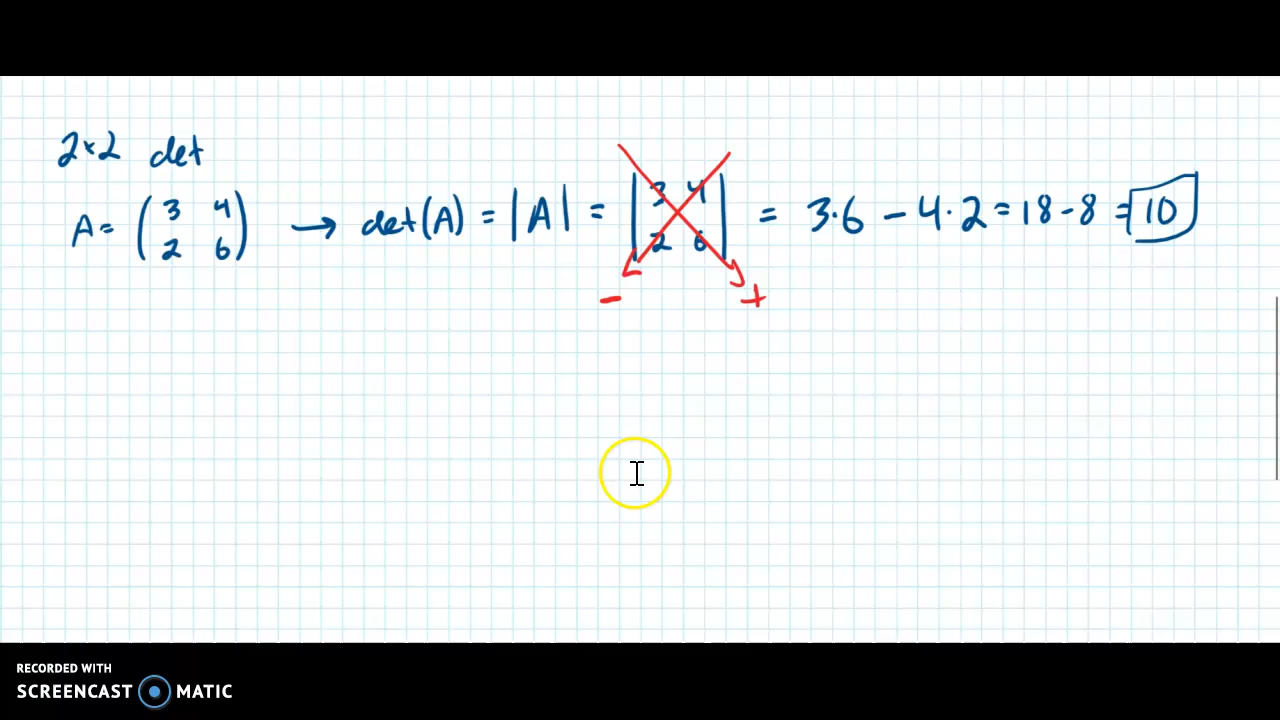 2×2 det
A = (3 4 2 6) → det(A) = |A| = |3 4 2 6| = 3·6 - 4·2 = 18 - 8 = 10
- +
RECORDED WITH
SCREENCAST MATIC